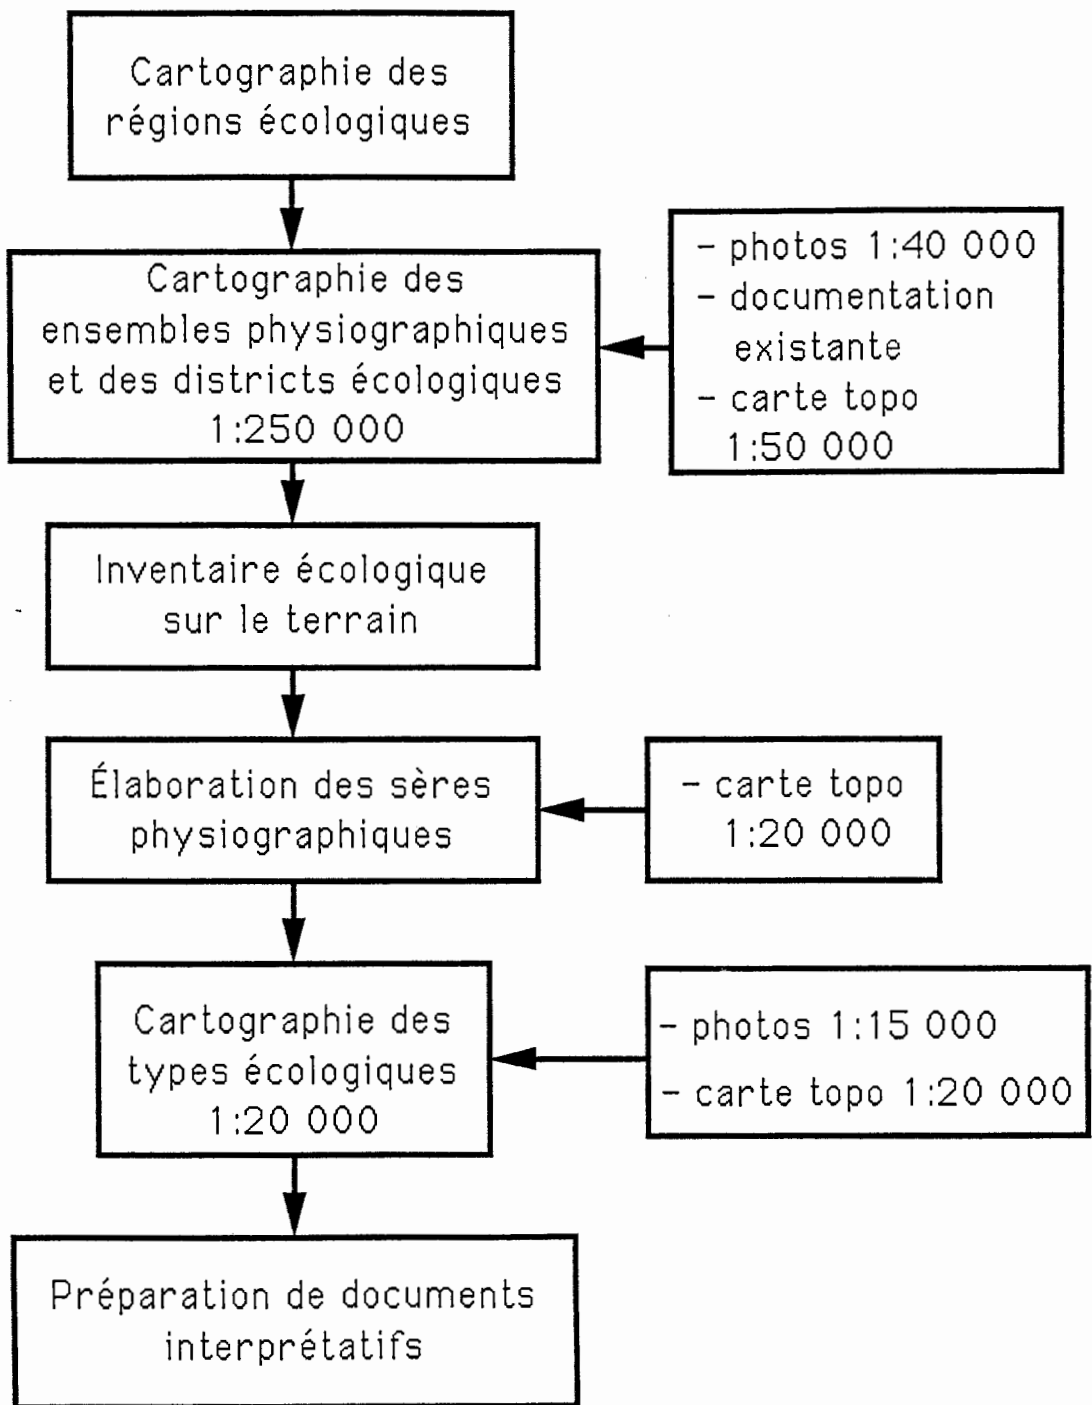 Cartographie des
régions écologiques
Cartographie des
ensembles physiographiques
et des districts écologiques
1:250 000
- photos 1:40 000
- documentation
existante
- carte topo
1:50 000
Inventaire écologique
sur le terrain
Élaboration des sères
physiographiques
- carte topo
1:20 000
Cartographie des
types écologiques
1:20 000
- photos 1:15 000
- carte topo 1:20 000
Préparation de documents
interprétatifs